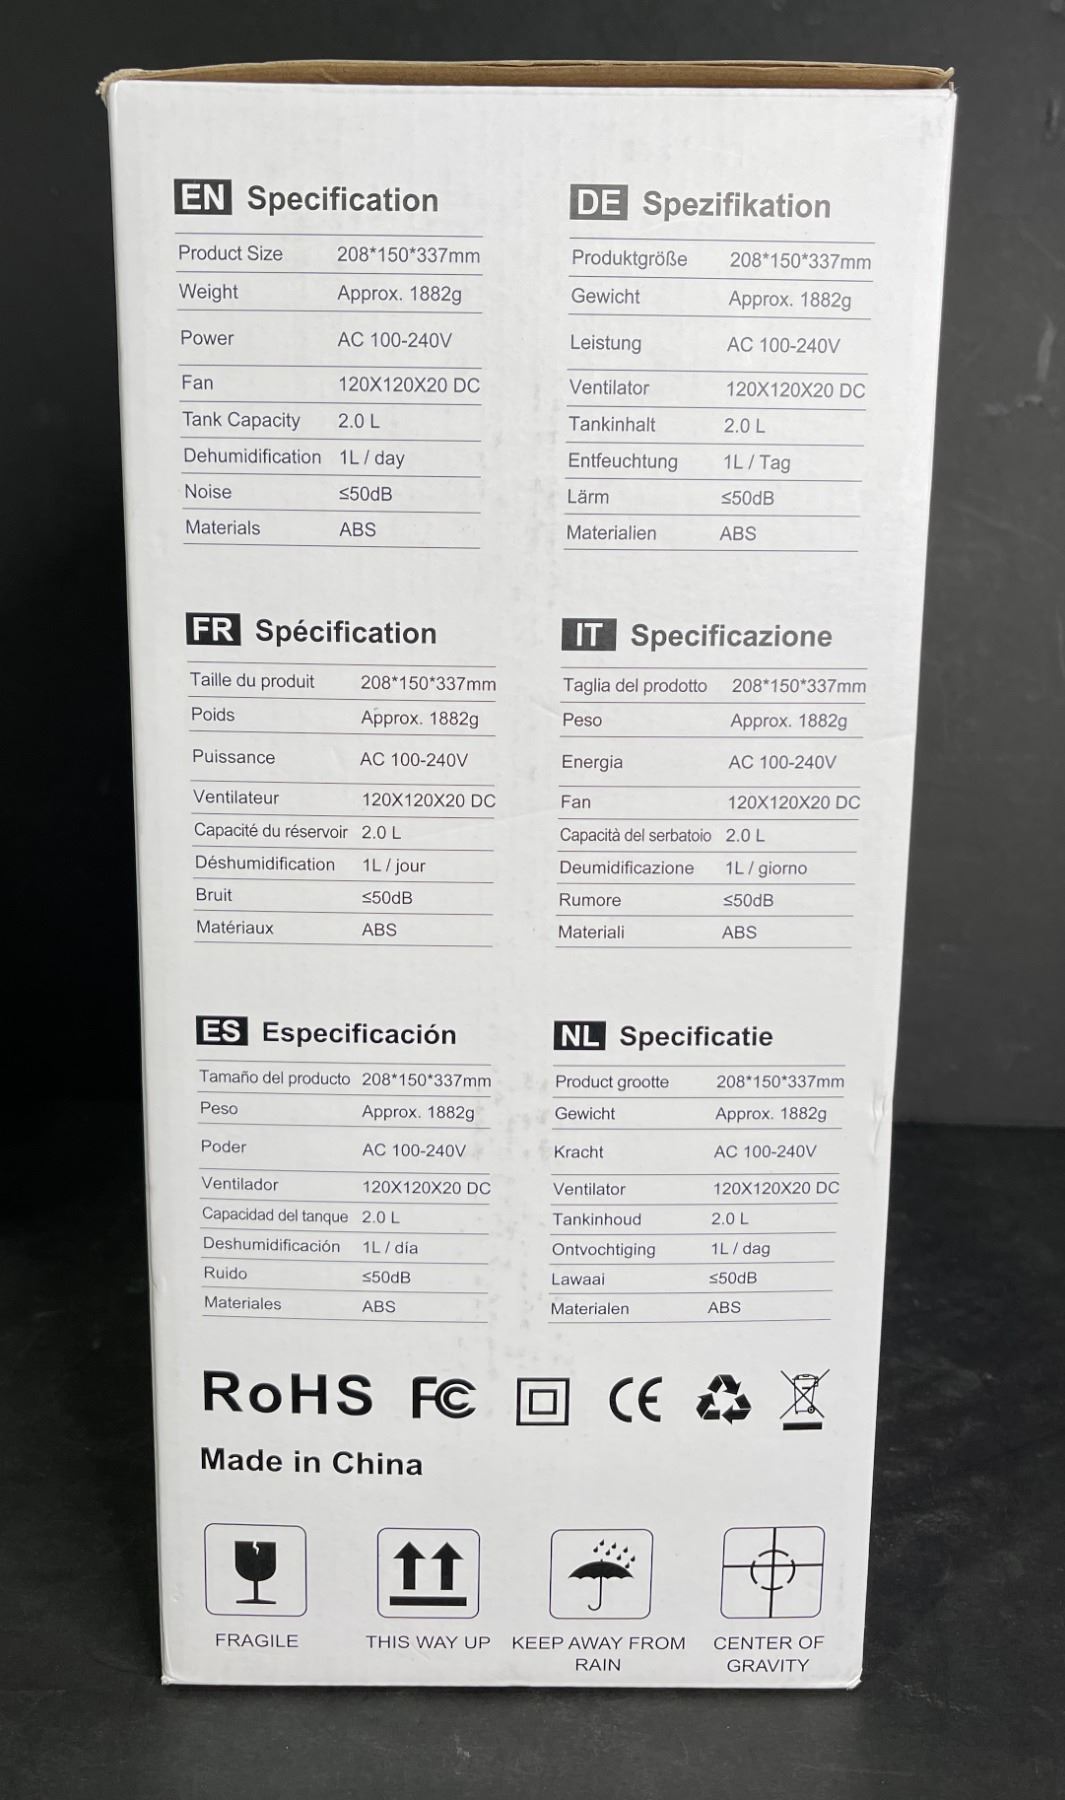 EN Specification
Product Size 208*150*337mm
Weight Approx. 1882g
Power AC 100-240V
Fan 120X120X20 DC
Tank Capacity 2.0 L
Dehumidification 1L / day
Noise ≤50dB
Materials ABS
DE Spezifikation
Produktgröße 208*150*337mm
Gewicht Approx. 1882g
Leistung AC 100-240V
Ventilator 120X120X20 DC
Tankinhalt 2.0 L
Entfeuchtung 1L / Tag
Lärm ≤50dB
Materialien ABS
FR Spécification
Taille du produit 208*150*337mm
Poids Approx. 1882g
Puissance AC 100-240V
Ventilateur 120X120X20 DC
Capacité du réservoir 2.0 L
Déshumidification 1L / jour
Bruit ≤50dB
Matériaux ABS
IT Specificazione
Taglia del prodotto 208*150*337mm
Peso Approx. 1882g
Energia AC 100-240V
Fan 120X120X20 DC
Capacità del serbatoio 2.0 L
Deumidificazione 1L / giorno
Rumore ≤50dB
Materiali ABS
ES Especificación
Tamaño del producto 208*150*337mm
Peso Approx. 1882g
Poder AC 100-240V
Ventilador 120X120X20 DC
Capacidad del tanque 2.0 L
Deshumidificación 1L / día
Ruido ≤50dB
Materiales ABS
NL Specificatie
Product grootte 208*150*337mm
Gewicht Approx. 1882g
Kracht AC 100-240V
Ventilator 120X120X20 DC
Tankinhoud 2.0 L
Ontvochtiging 1L / dag
Lawaai ≤50dB
Materialen ABS
RoHS FC CE
Made in China
FRAGILE
THIS WAY UP
KEEP AWAY FROM
RAIN
CENTER OF
GRAVITY